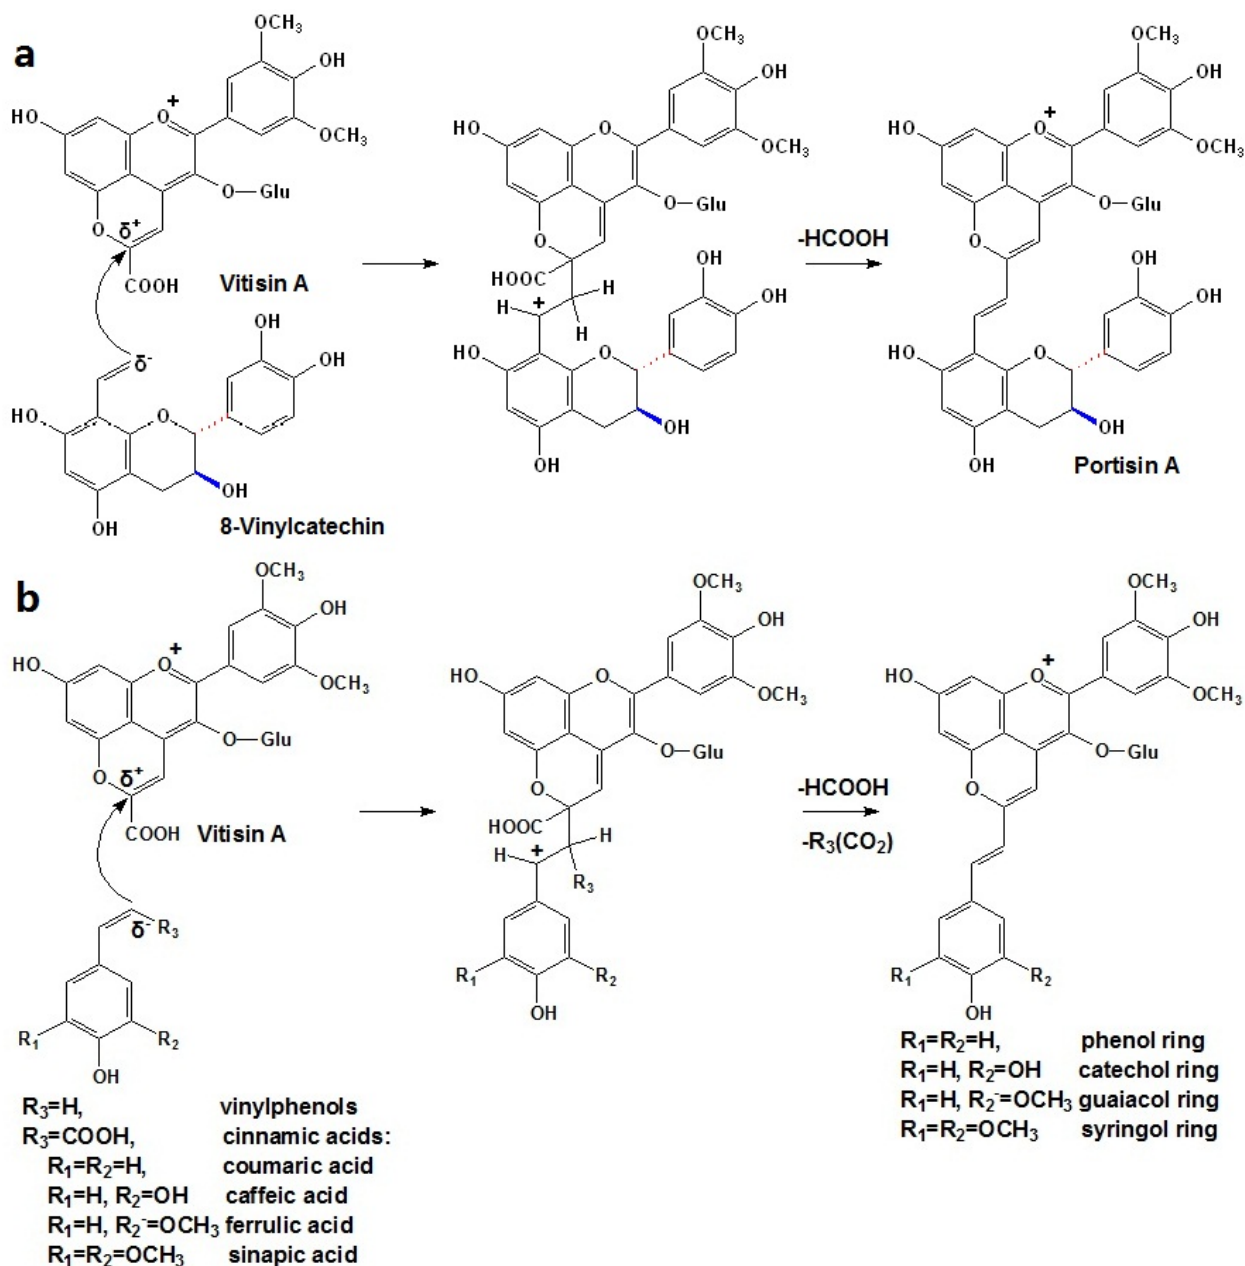 a
OCH3
OH
OCH3
HO
O+
O
O–Glu
δ+
COOH
Vitisin A
δ-
OH
OH
HO
O
OH
OH
8-Vinylcatechin
OCH3
OH
OCH3
HO
O
O–Glu
O
HOOC
H
+
H
H
OH
OH
HO
O
OH
OH
-HCOOH
OCH3
OH
OCH3
HO
O+
O–Glu
O
OH
OH
HO
O
OH
OH
Portisin A
b
OCH3
OH
OCH3
HO
O+
O–Glu
O
δ+
COOH
Vitisin A
δ-
R3
R1
R2
OH
R3=H, vinylphenols
R3=COOH, cinnamic acids:
R1=R2=H, coumaric acid
R1=H, R2=OH caffeic acid
R1=H, R2-=OCH3 ferrulic acid
R1=R2=OCH3 sinapic acid
OCH3
OH
OCH3
HO
O
O–Glu
O
HOOC
H
+
H
R3
R1
R2
OH
-HCOOH
-R3(CO2)
OCH3
OH
OCH3
HO
O+
O–Glu
O
R1
R2
OH
R1=R2=H, phenol ring
R1=H, R2=OH catechol ring
R1=H, R2-=OCH3 guaiacol ring
R1=R2=OCH3 syringol ring